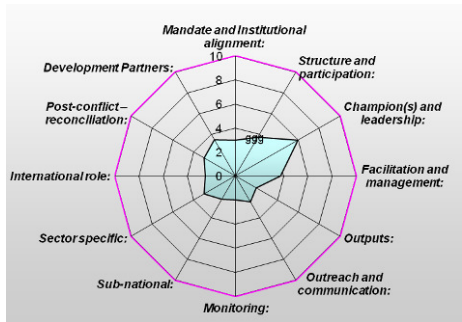 Mandate and Institutional
alignment:
Structure and
participation:
Champion(s) and
leadership:
Facilitation and
management:
Outputs:
Outreach and
communication:
Monitoring:
Sub-national:
Sector specific:
International role:
Post-conflict –
reconciliation:
Development Partners:
10
8
6
4
2
0
ggg